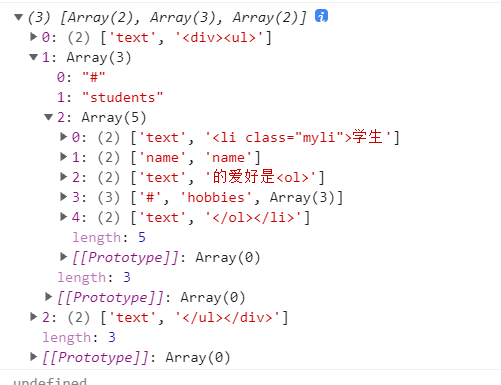 (3) [Array(2), Array(3), Array(2)] i
0: (2) ['text', '<div><ul>']
1: Array(3)
0: "#"
1: "students"
2: Array(5)
0: (2) ['text', '<li class="myli">学生']
1: (2) ['name', 'name']
2: (2) ['text', '的爱好是<ol>']
3: (3) ['#', 'hobbies', Array(3)]
4: (2) ['text', '</ol></li>']
length: 5
[[Prototype]]: Array(0)
length: 3
[[Prototype]]: Array(0)
2: (2) ['text', '</ul></div>']
length: 3
[[Prototype]]: Array(0)
undefined